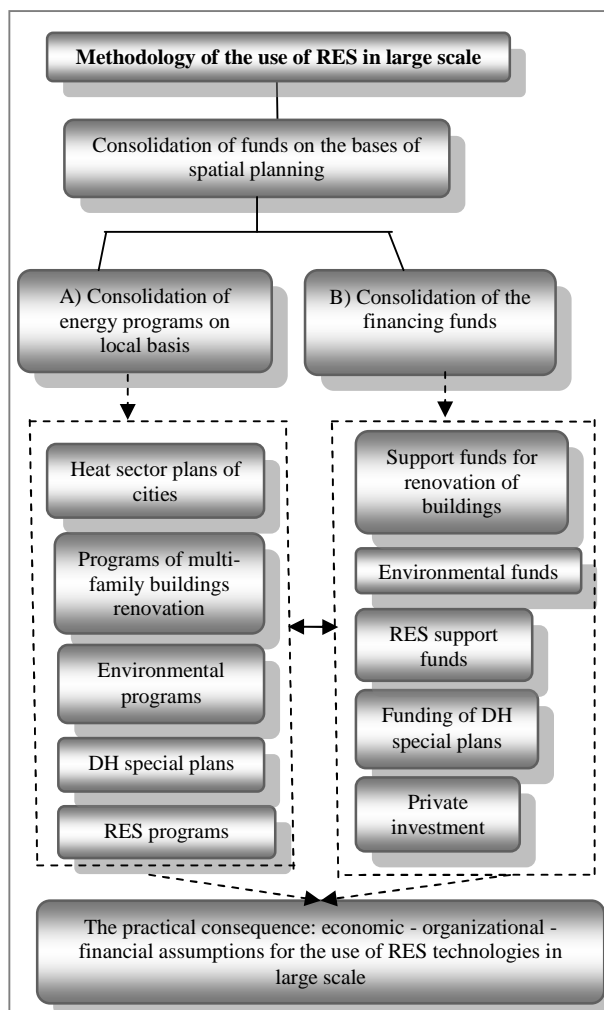 Methodology of the use of RES in large scale
Consolidation of funds on the bases of
spatial planning
A) Consolidation of
energy programs on
local basis
B) Consolidation of the
financing funds
Heat sector plans of
cities
Programs of multi-
family buildings
renovation
Environmental
programs
DH special plans
RES programs
Support funds for
renovation of
buildings
Environmental funds
RES support
funds
Funding of DH
special plans
Private
investment
The practical consequence: economic - organizational -
financial assumptions for the use of RES technologies in
large scale